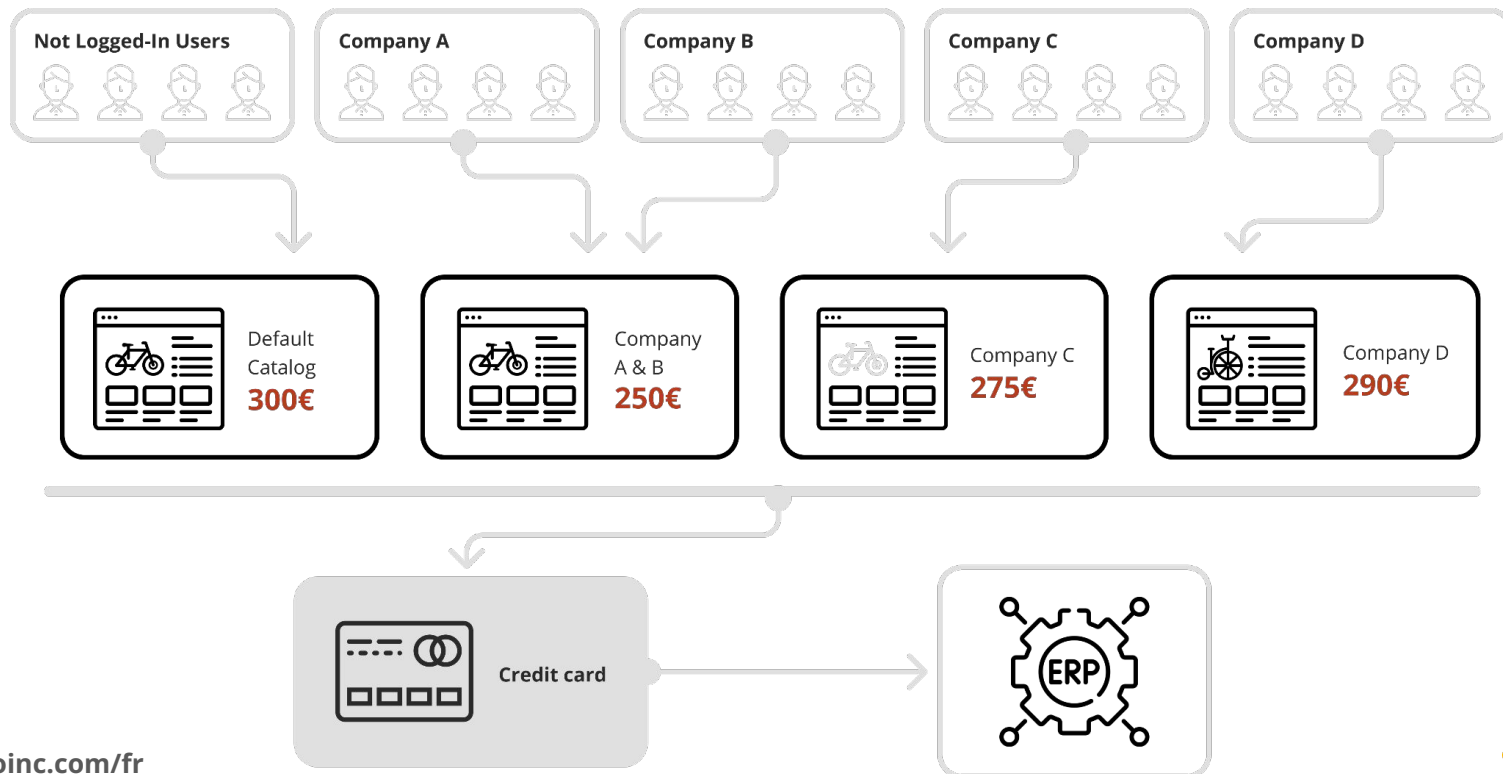 Not Logged-In Users
Company A
Company B
Company C
Company D
Default
Catalog
300€
Company
A & B
250€
Company C
275€
Company D
290€
Credit card
ERP
oinc.com/fr